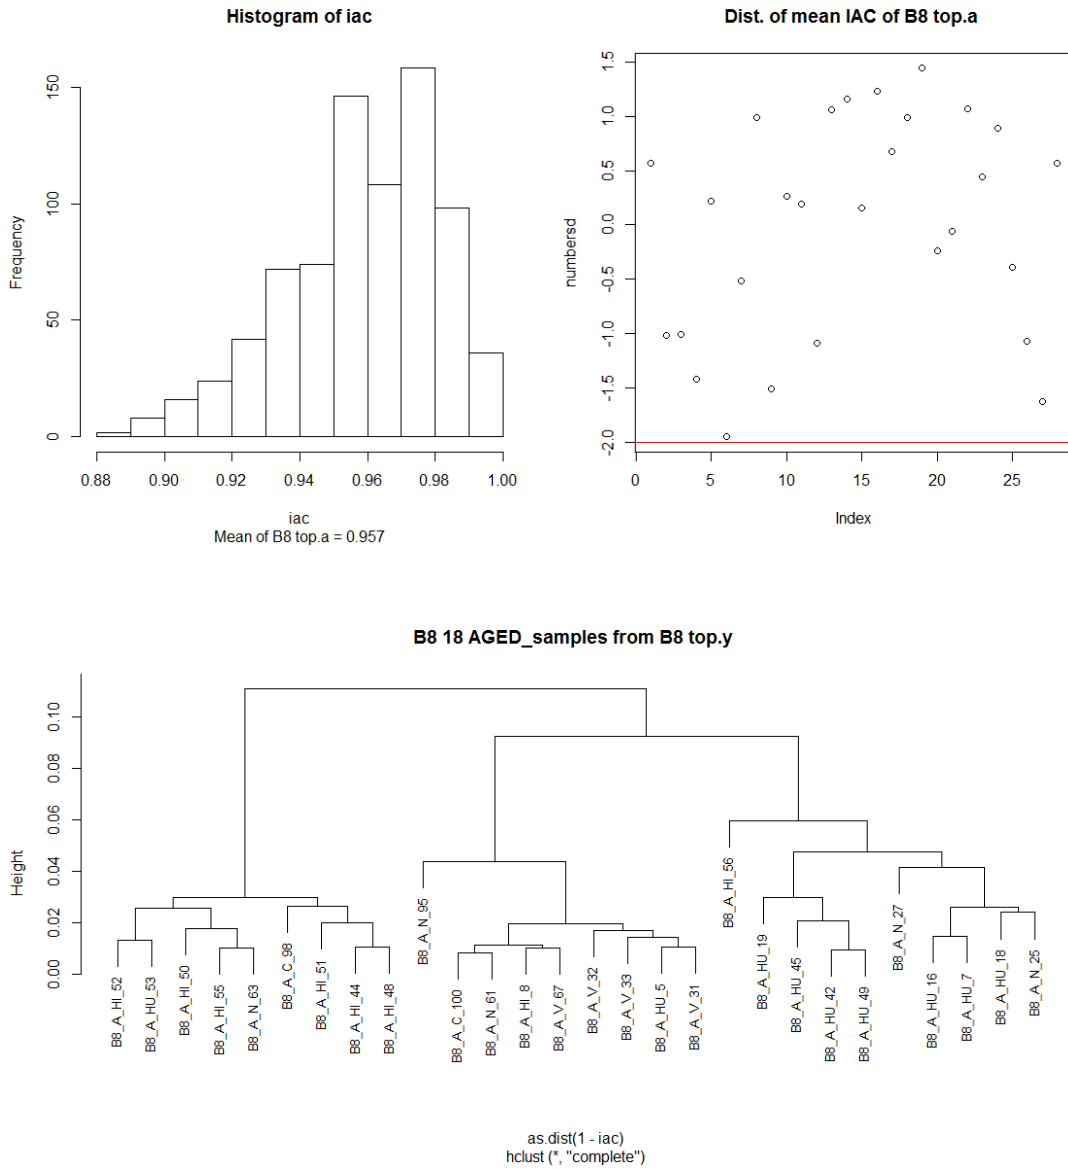 Histogram of iac
Frequency
0
50
100
150
0.88
0.90
0.92
0.94
0.96
0.98
1.00
iac
Mean of B8 top.a = 0.957
Dist. of mean IAC of B8 top.a
numbersd
-2.0
-1.5
-1.0
-0.5
0.0
0.5
1.0
1.5
0
5
10
15
20
25
Index
B8 18 AGED_samples from B8 top.y
Height
0.00
0.02
0.04
0.06
0.08
0.10
B8_A_HI_52
B8_A_HU_53
B8_A_HI_50
B8_A_HI_55
B8_A_N_63
B8_A_C_98
B8_A_HI_51
B8_A_HI_44
B8_A_HI_48
B8_A_N_95
B8_A_C_100
B8_A_N_61
B8_A_HI_8
B8_A_V_67
B8_A_V_32
B8_A_V_33
B8_A_HU_5
B8_A_V_31
B8_A_HI_56
B8_A_HU_19
B8_A_HU_45
B8_A_HU_42
B8_A_HU_49
B8_A_N_27
B8_A_HU_16
B8_A_HU_7
B8_A_HU_18
B8_A_N_25
as.dist(1 - iac)
hclust (*, "complete")